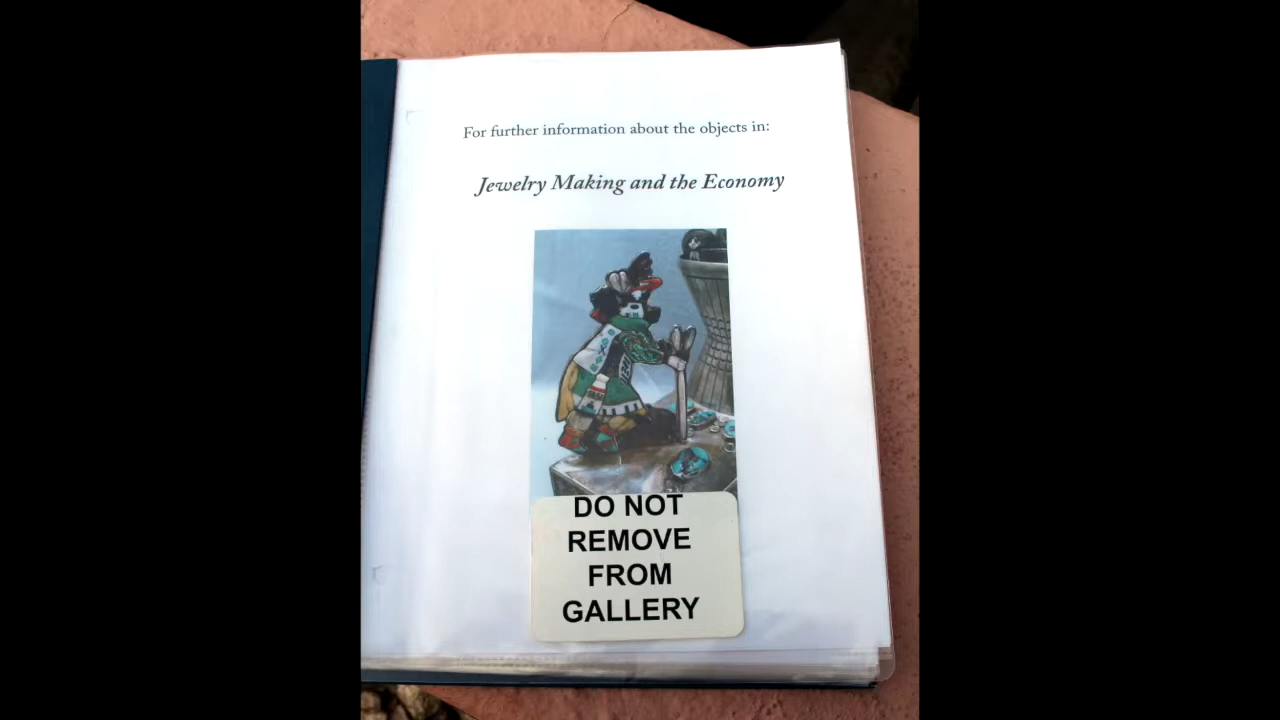 For further information about the objects in:
Jewelry Making and the Economy
DO NOT
REMOVE
FROM
GALLERY